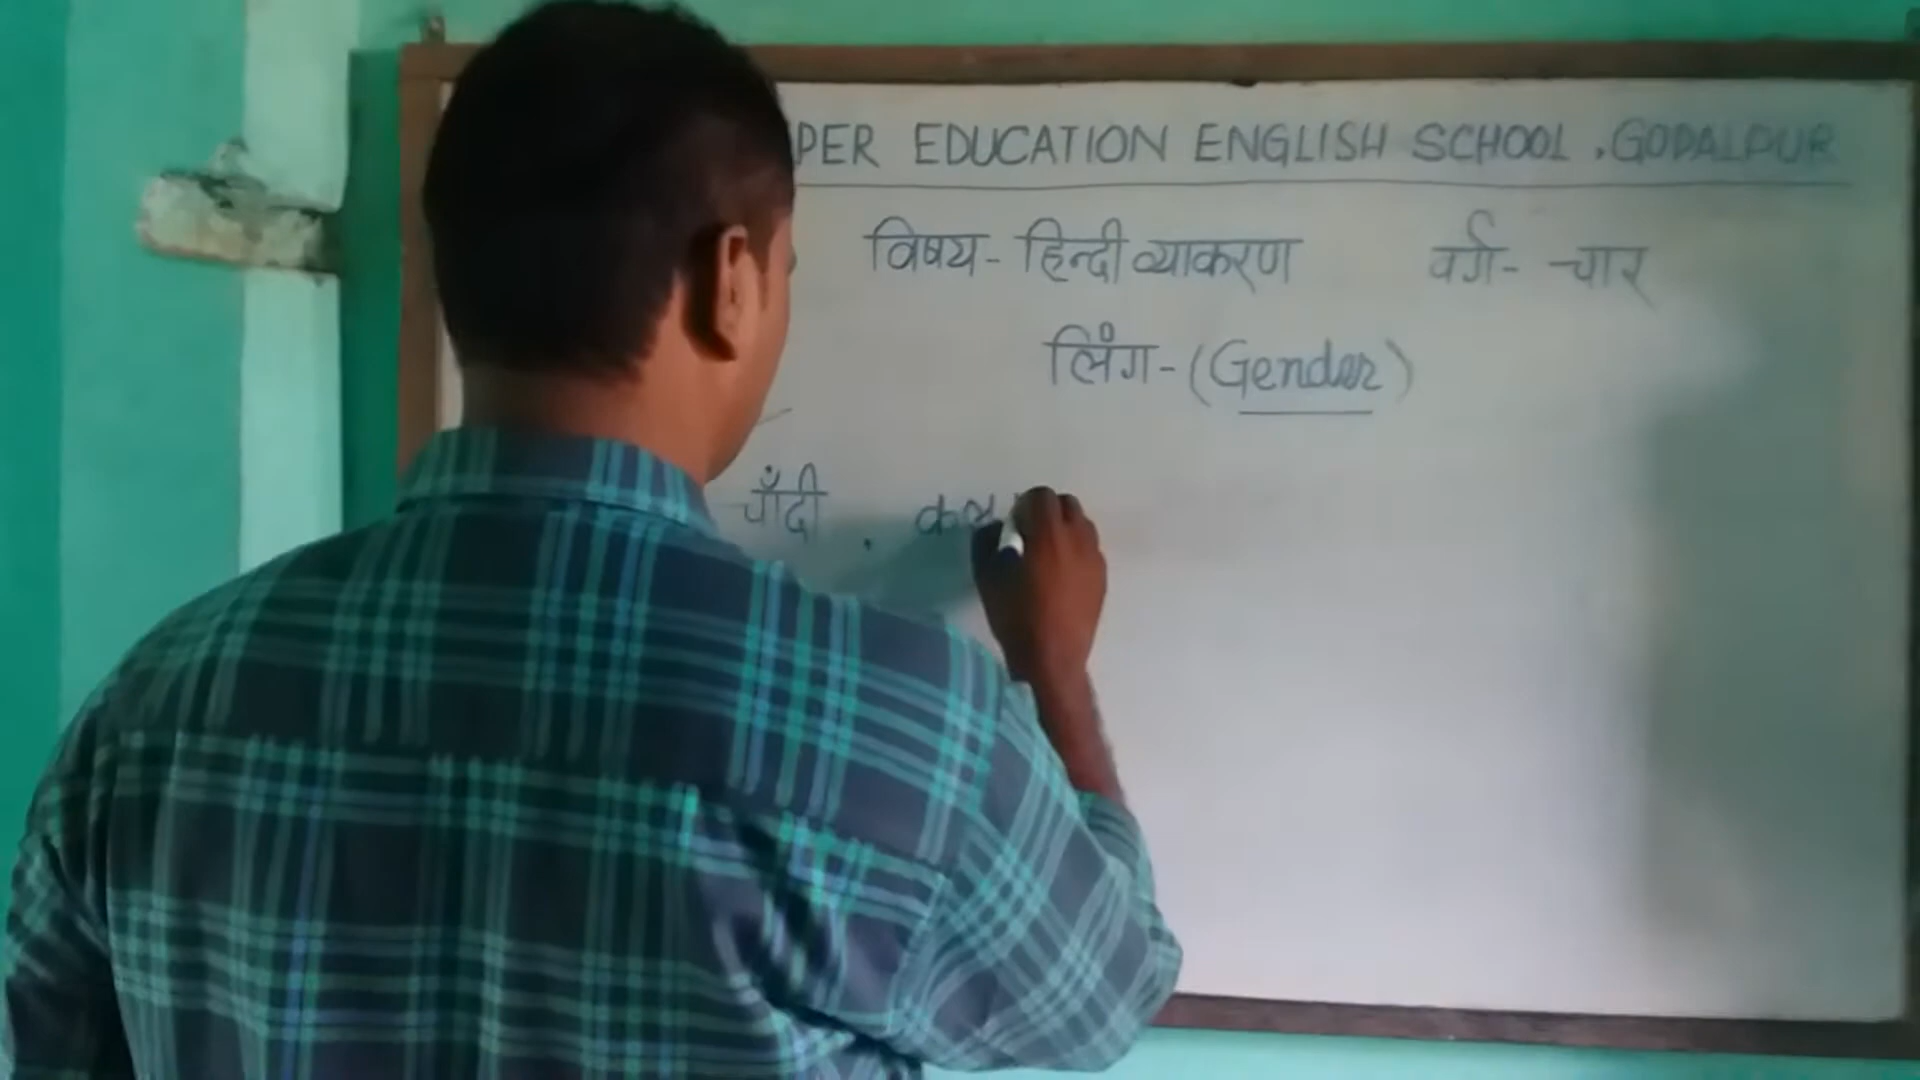 PER EDUCATION ENGLISH SCHOOL . GOPALPUR
विषय - हिन्दी व्याकरण वर्ग - चार
लिंग - (Gender)
चाँदी .